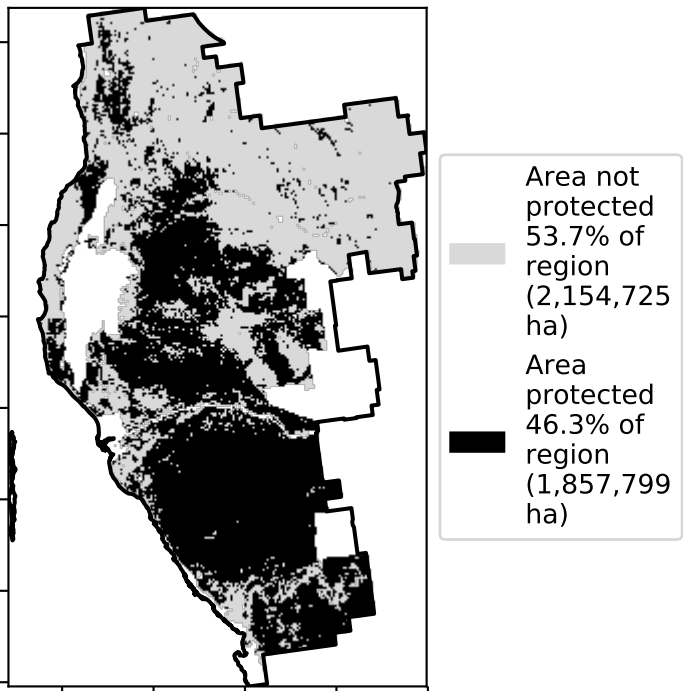 Area not
protected
53.7% of
region
(2,154,725
ha)
Area
protected
46.3% of
region
(1,857,799
ha)